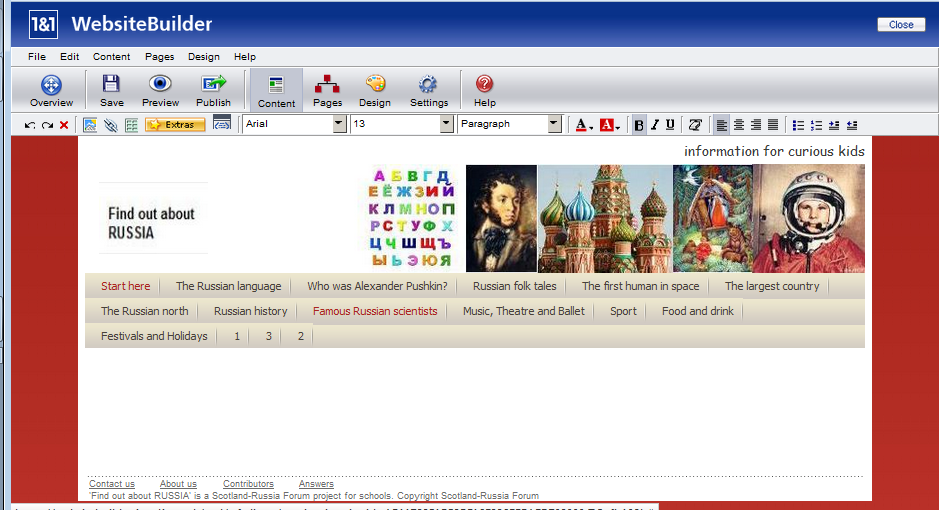 1&1 WebsiteBuilder
Close
File Edit Content Pages Design Help
Overview Save Preview Publish Content Pages Design Settings Help
Extras Arial 13 Paragraph A A B I U
information for curious kids
Find out about
RUSSIA
А Б В Г Д
Е Ё Ж З И Й
К Л М Н О П
Р С Т У Ф Х
Ц Ч Ш Щ Ъ
Ы Ь Э Ю Я
Start here The Russian language Who was Alexander Pushkin? Russian folk tales The first human in space The largest country
The Russian north Russian history Famous Russian scientists Music, Theatre and Ballet Sport Food and drink
Festivals and Holidays 1 3 2
Contact us About us Contributors Answers
'Find out about RUSSIA' is a Scotland-Russia Forum project for schools. Copyright Scotland-Russia Forum